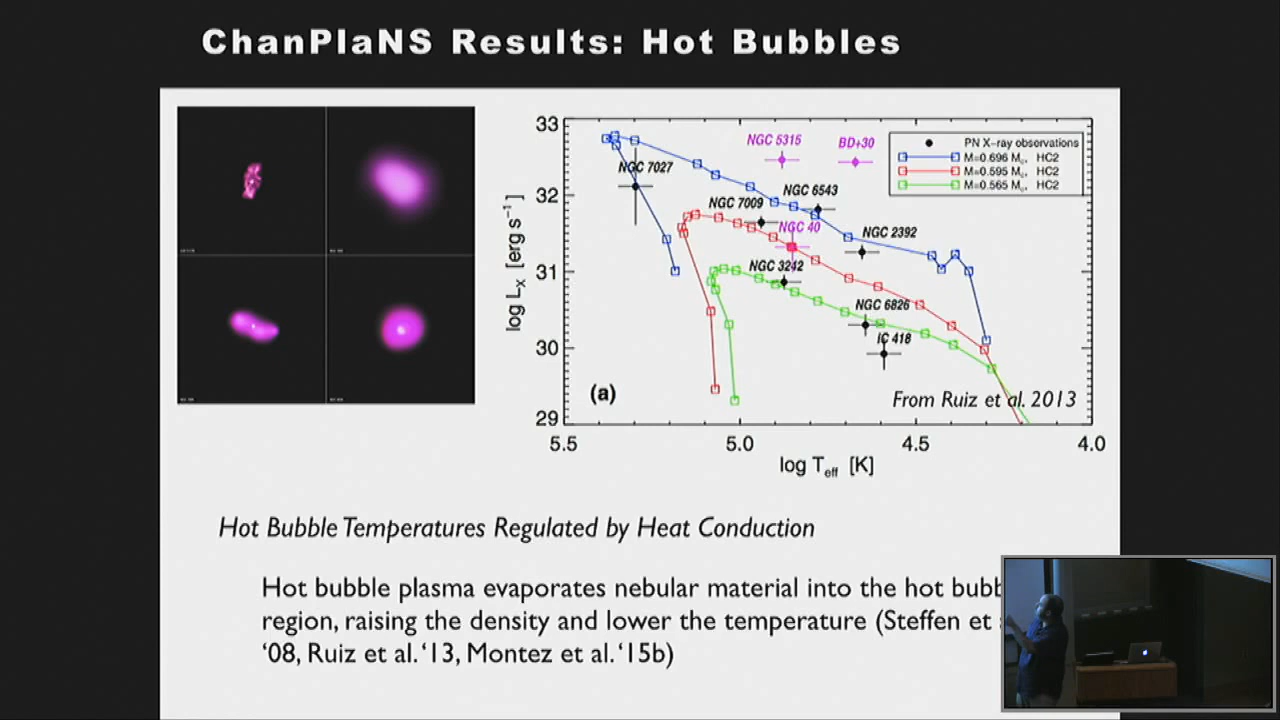 ChanPlaNS Results: Hot Bubbles
33
32
31
30
29
log Lx [erg s⁻¹]
NGC 5315
BD+30
PN X-ray observations
M=0.696 M☉, HC2
M=0.595 M☉, HC2
M=0.565 M☉, HC2
NGC 7027
NGC 6543
NGC 7009
NGC 40
NGC 2392
NGC 3242
NGC 6826
IC 418
(a)
From Ruiz et al. 2013
5.5 5.0 4.5 4.0
log Teff [K]
Hot Bubble Temperatures Regulated by Heat Conduction
Hot bubble plasma evaporates nebular material into the hot bubb
region, raising the density and lower the temperature (Steffen et
‘08, Ruiz et al. ‘13, Montez et al. ‘15b)